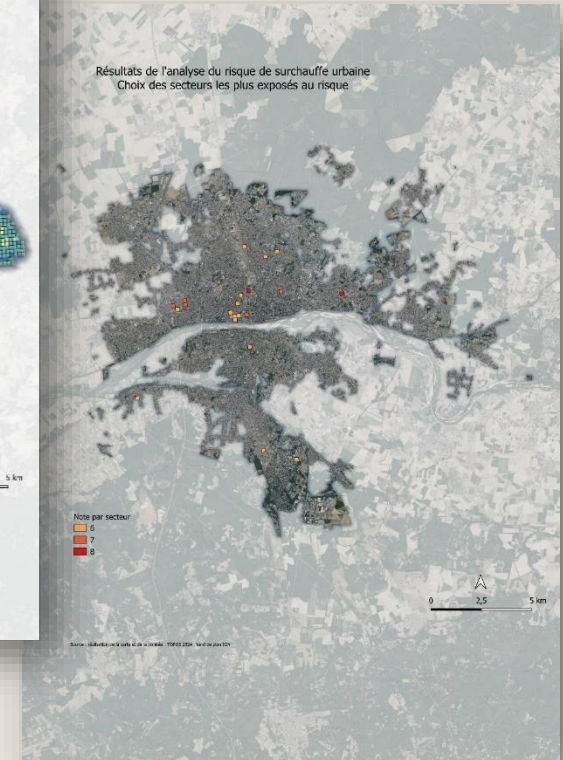 Résultats de l'analyse du risque de surchauffe urbaine
Choix des secteurs les plus exposés au risque
5 km
Note par secteur
6
7
8
0 2,5 5 km